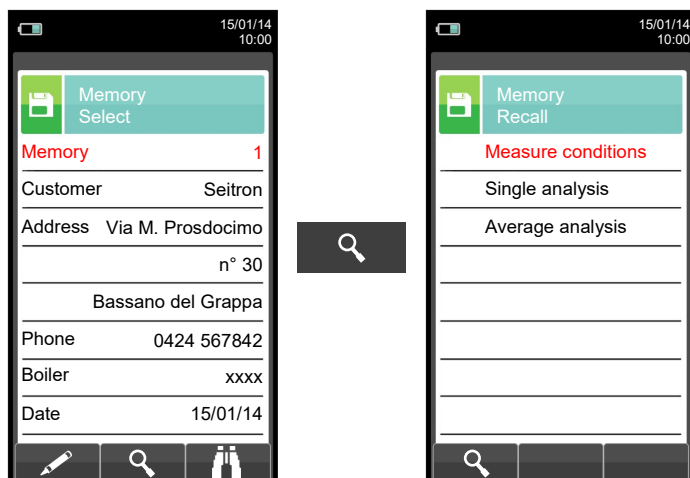 15/01/14
10:00
Memory
Select
Memory 1
Customer Seitron
Address Via M. Prosdocimo
n° 30
Bassano del Grappa
Phone 0424 567842
Boiler xxxx
Date 15/01/14
15/01/14
10:00
Memory
Recall
Measure conditions
Single analysis
Average analysis